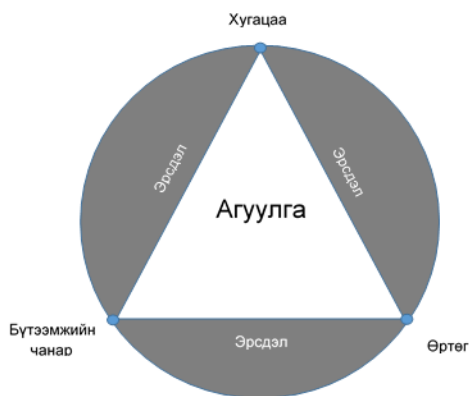 Хугацаа
Эрсдэл
Эрсдэл
Агуулга
Бүтээмжийн
чанар
Эрсдэл
Өртөг